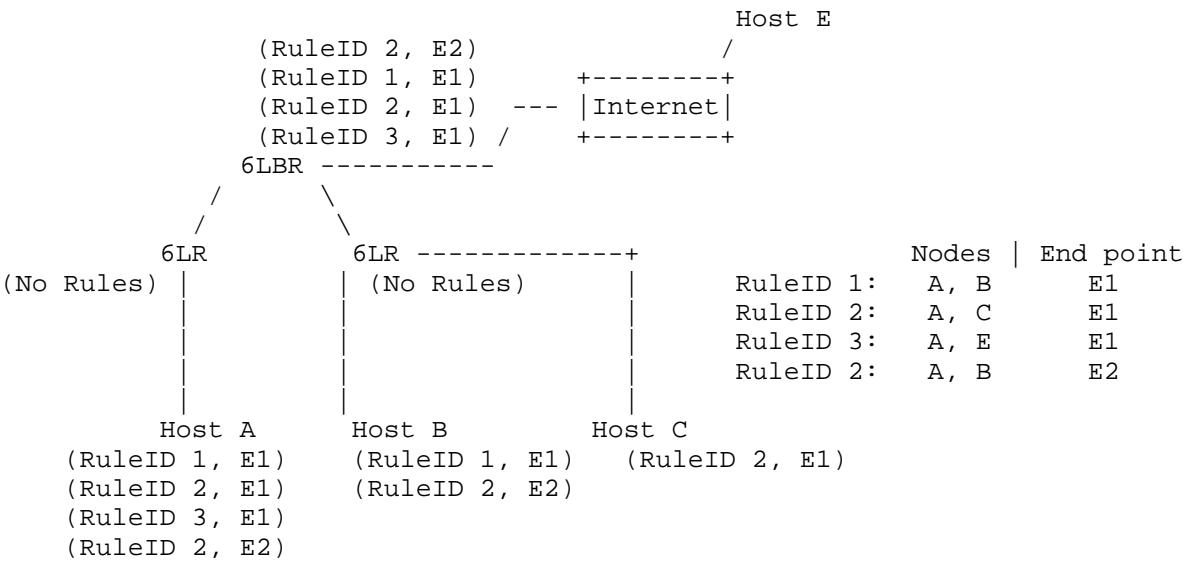 Host E
(RuleID 2, E2)
(RuleID 1, E1)
(RuleID 2, E1) --- |Internet|
(RuleID 3, E1)
6LBR
6LR 6LR Nodes | End point
(No Rules) (No Rules) RuleID 1: A, B E1
RuleID 2: A, C E1
RuleID 3: A, E E1
RuleID 2: A, B E2
Host A Host B Host C
(RuleID 1, E1) (RuleID 1, E1) (RuleID 2, E1)
(RuleID 2, E1) (RuleID 2, E2)
(RuleID 3, E1)
(RuleID 2, E2)